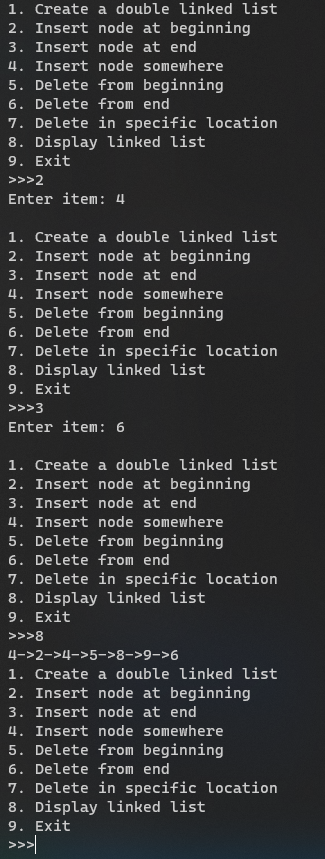 1. Create a double linked list
2. Insert node at beginning
3. Insert node at end
4. Insert node somewhere
5. Delete from beginning
6. Delete from end
7. Delete in specific location
8. Display linked list
9. Exit
>>>2
Enter item: 4

1. Create a double linked list
2. Insert node at beginning
3. Insert node at end
4. Insert node somewhere
5. Delete from beginning
6. Delete from end
7. Delete in specific location
8. Display linked list
9. Exit
>>>3
Enter item: 6

1. Create a double linked list
2. Insert node at beginning
3. Insert node at end
4. Insert node somewhere
5. Delete from beginning
6. Delete from end
7. Delete in specific location
8. Display linked list
9. Exit
>>>8
4->2->4->5->8->9->6
1. Create a double linked list
2. Insert node at beginning
3. Insert node at end
4. Insert node somewhere
5. Delete from beginning
6. Delete from end
7. Delete in specific location
8. Display linked list
9. Exit
>>>